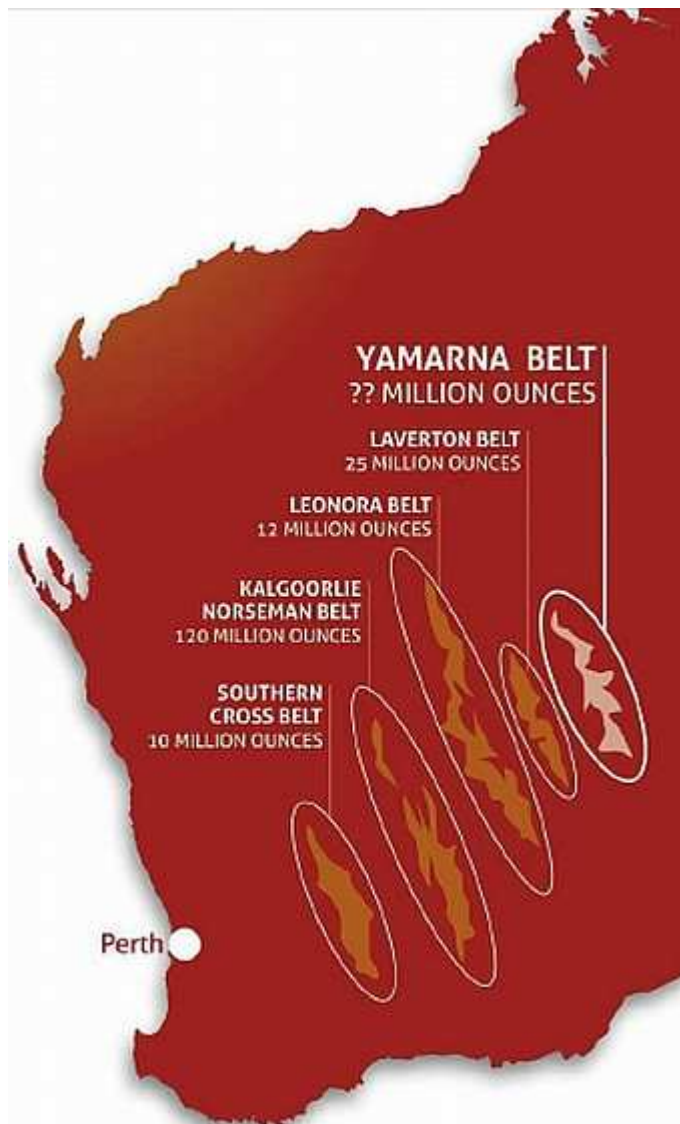 YAMARNA BELT
?? MILLION OUNCES
LAVERTON BELT
25 MILLION OUNCES
LEONORA BELT
12 MILLION OUNCES
KALGOORLIE
NORSEMAN BELT
120 MILLION OUNCES
SOUTHERN
CROSS BELT
10 MILLION OUNCES
Perth